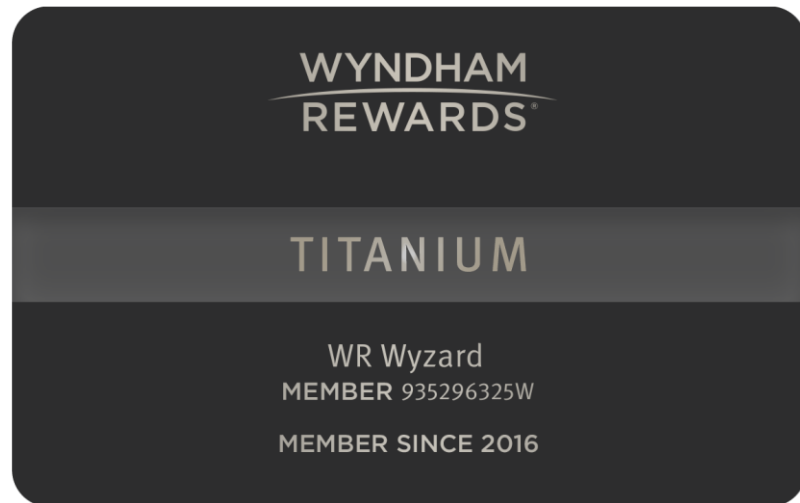 WYNDHAM
REWARDS®
TITANIUM
WR Wyzard
MEMBER 935296325W
MEMBER SINCE 2016